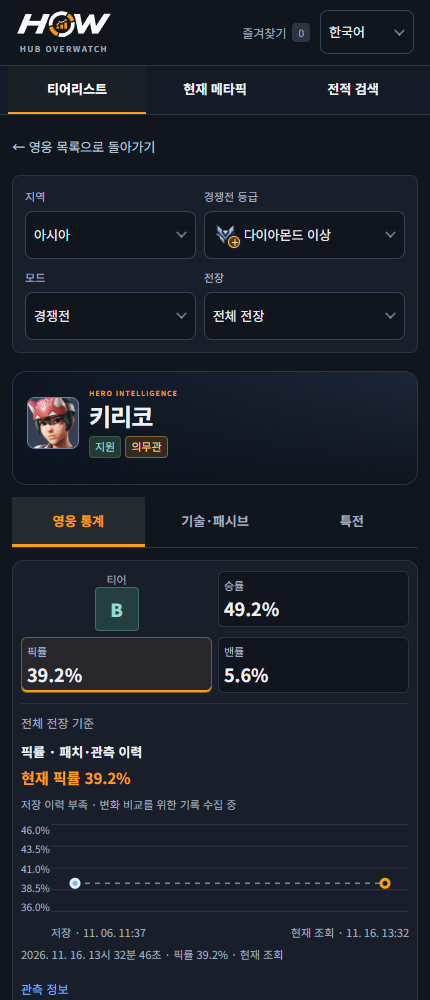 HOW
HUB OVERWATCH
즐겨찾기 0
한국어
티어리스트 현재 메타픽 전적 검색
← 영웅 목록으로 돌아가기
지역 경쟁전 등급
아시아 다이아몬드 이상
모드 전장
경쟁전 전체 전장
HERO INTELLIGENCE
키리코
지원 의무관
영웅 통계 기술·패시브 특전
티어
B
승률
49.2%
픽률
39.2%
밴률
5.6%
전체 전장 기준
픽률 · 패치·관측 이력
현재 픽률 39.2%
저장 이력 부족 · 변화 비교를 위한 기록 수집 중
46.0%
43.5%
41.0%
38.5%
36.0%
저장 · 11. 06. 11:37 현재 조회 · 11. 16. 13:32
2026. 11. 16. 13시 32분 46초 · 픽률 39.2% · 현재 조회
관측 정보